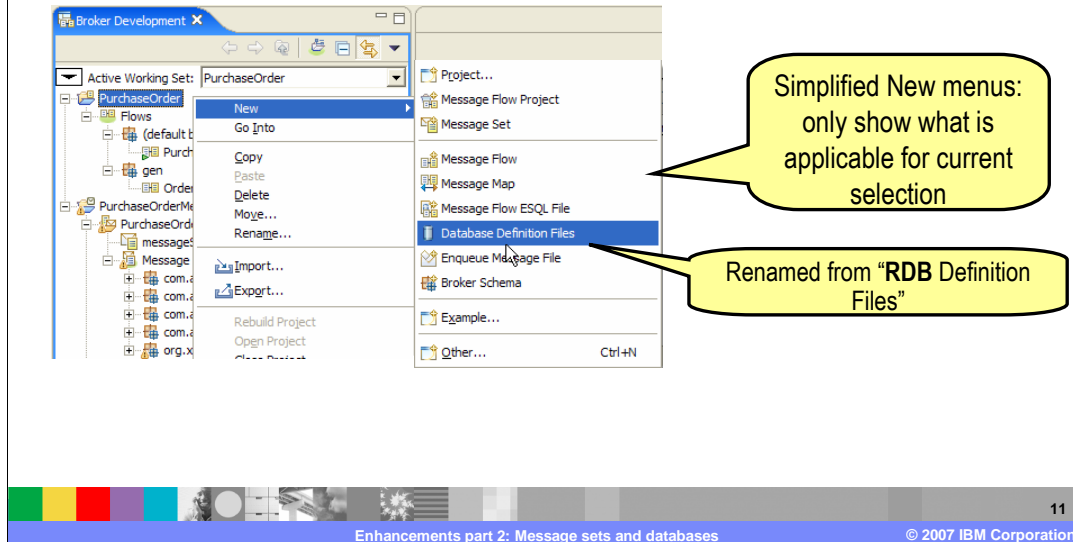 Broker Development
Active Working Set: PurchaseOrder
PurchaseOrder
Flows
(default b
Purch
gen
Order
PurchaseOrderMe
PurchaseOrde
messageS
Message
com.a
com.a
com.a
com.a
org.x
New
Go Into
Copy
Paste
Delete
Move...
Rename...
Import...
Export...
Rebuild Project
Open Project
Close Project
Project...
Message Flow Project
Message Set
Message Flow
Message Map
Message Flow ESQL File
Database Definition Files
Enqueue Message File
Broker Schema
Example...
Other... Ctrl+N
Simplified New menus:
only show what is
applicable for current
selection
Renamed from “RDB Definition
Files”
11
Enhancements part 2: Message sets and databases © 2007 IBM Corporation